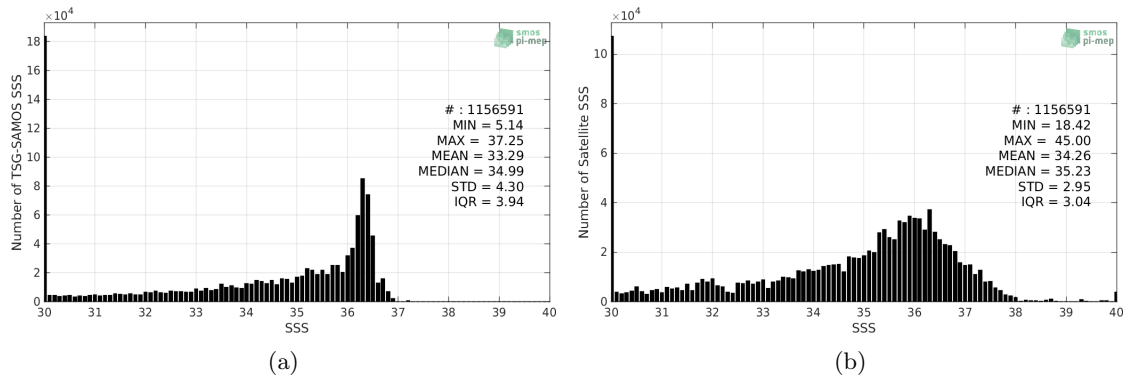 ×10⁴
18
16
14
12
10
8
6
4
2
0
Number of TSG-SAMOS SSS
smos
pi-mep
# : 1156591
MIN = 5.14
MAX = 37.25
MEAN = 33.29
MEDIAN = 34.99
STD = 4.30
IQR = 3.94
30 31 32 33 34 35 36 37 38 39 40
SSS
(a)
×10⁴
10
8
6
4
2
0
Number of Satellite SSS
smos
pi-mep
# : 1156591
MIN = 18.42
MAX = 45.00
MEAN = 34.26
MEDIAN = 35.23
STD = 2.95
IQR = 3.04
30 31 32 33 34 35 36 37 38 39 40
SSS
(b)